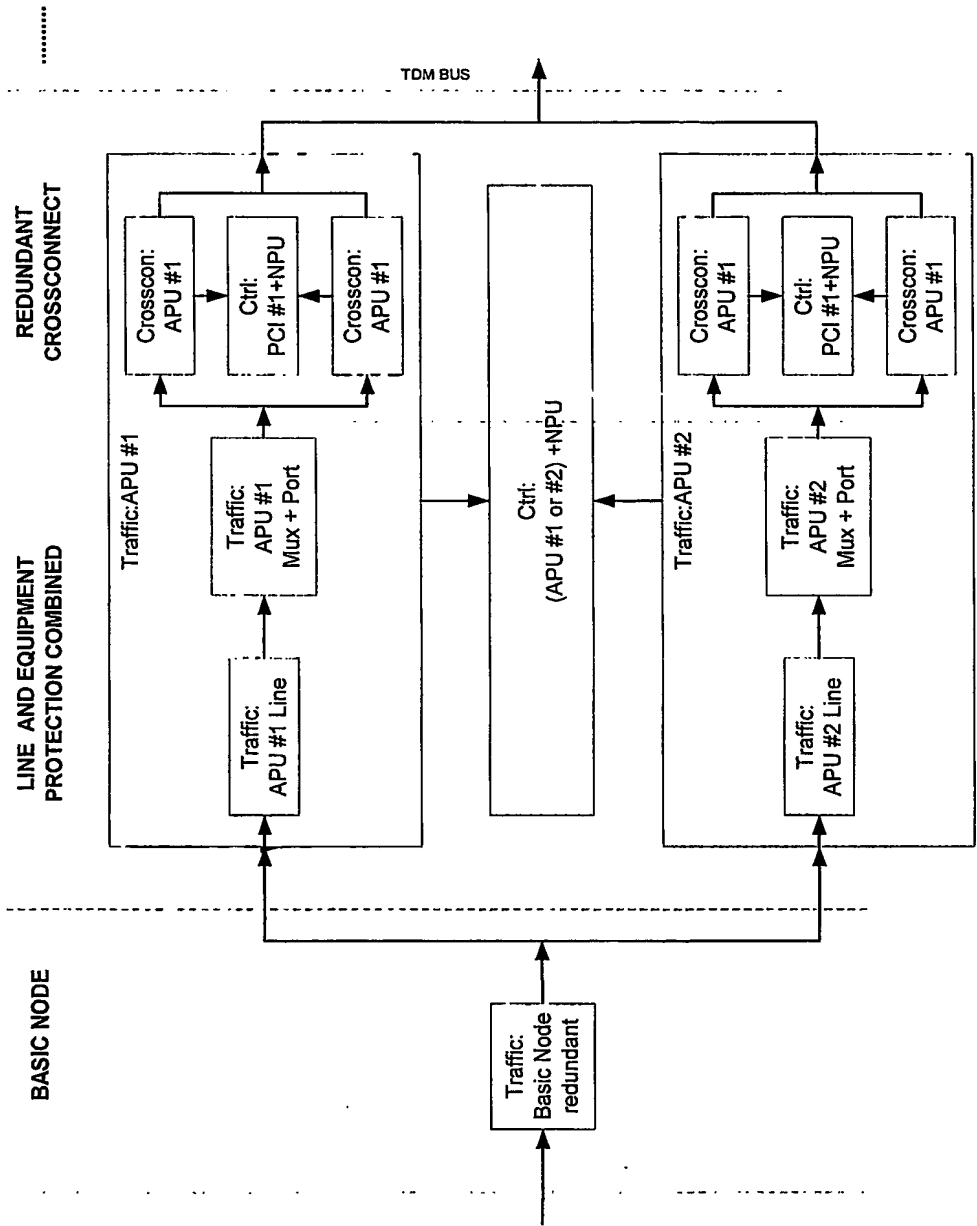 BASIC NODE
LINE AND EQUIPMENT
PROTECTION COMBINED
REDUNDANT
CROSSCONNECT
..........
Traffic:
Basic Node
redundant
Traffic:APU #1
Traffic:
APU #1 Line
Traffic:
APU #1
Mux + Port
Crosscon:
APU #1
Ctrl:
PCI #1+NPU
Crosscon:
APU #1
TDM BUS
Ctrl:
(APU #1 or #2) +NPU
Traffic:APU #2
Traffic:
APU #2 Line
Traffic:
APU #2
Mux + Port
Crosscon:
APU #1
Ctrl:
PCI #1+NPU
Crosscon:
APU #1